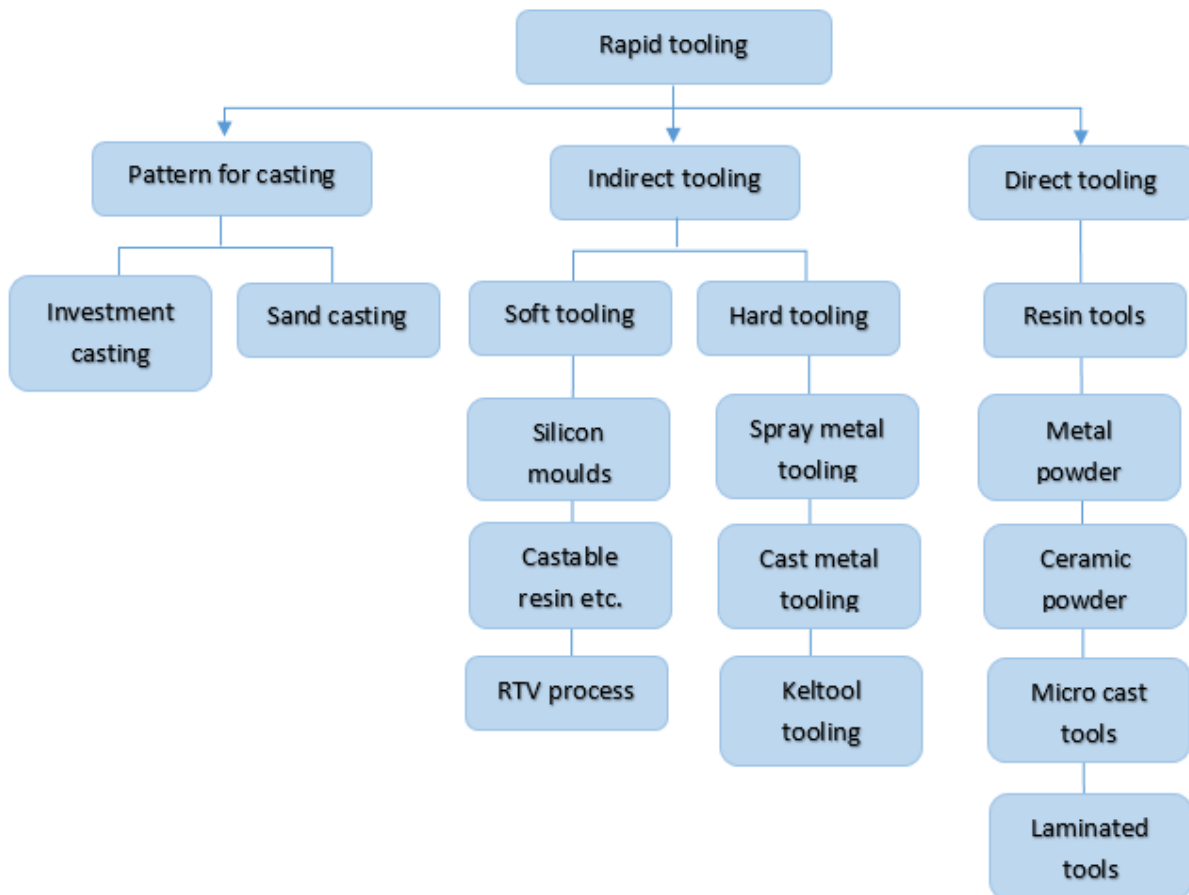 Rapid tooling
Pattern for casting
Indirect tooling
Direct tooling
Investment
casting
Sand casting
Soft tooling
Hard tooling
Resin tools
Silicon
moulds
Spray metal
tooling
Metal
powder
Castable
resin etc.
Cast metal
tooling
Ceramic
powder
RTV process
Keltool
tooling
Micro cast
tools
Laminated
tools